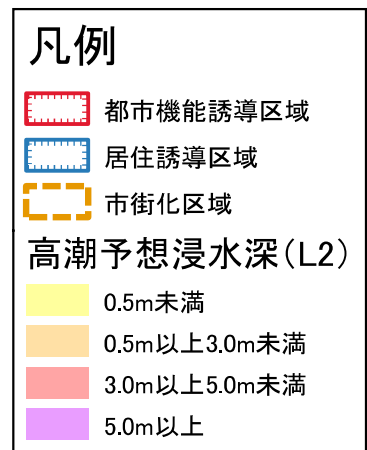 凡例
都市機能誘導区域
居住誘導区域
市街化区域
高潮予想浸水深(L2)
0.5m未満
0.5m以上3.0m未満
3.0m以上5.0m未満
5.0m以上